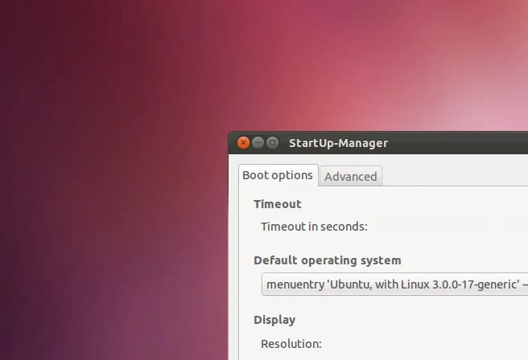 StartUp-Manager
Boot options
Advanced
Timeout
Timeout in seconds:
Default operating system
menuentry 'Ubuntu, with Linux 3.0.0-17-generic' –
Display
Resolution: